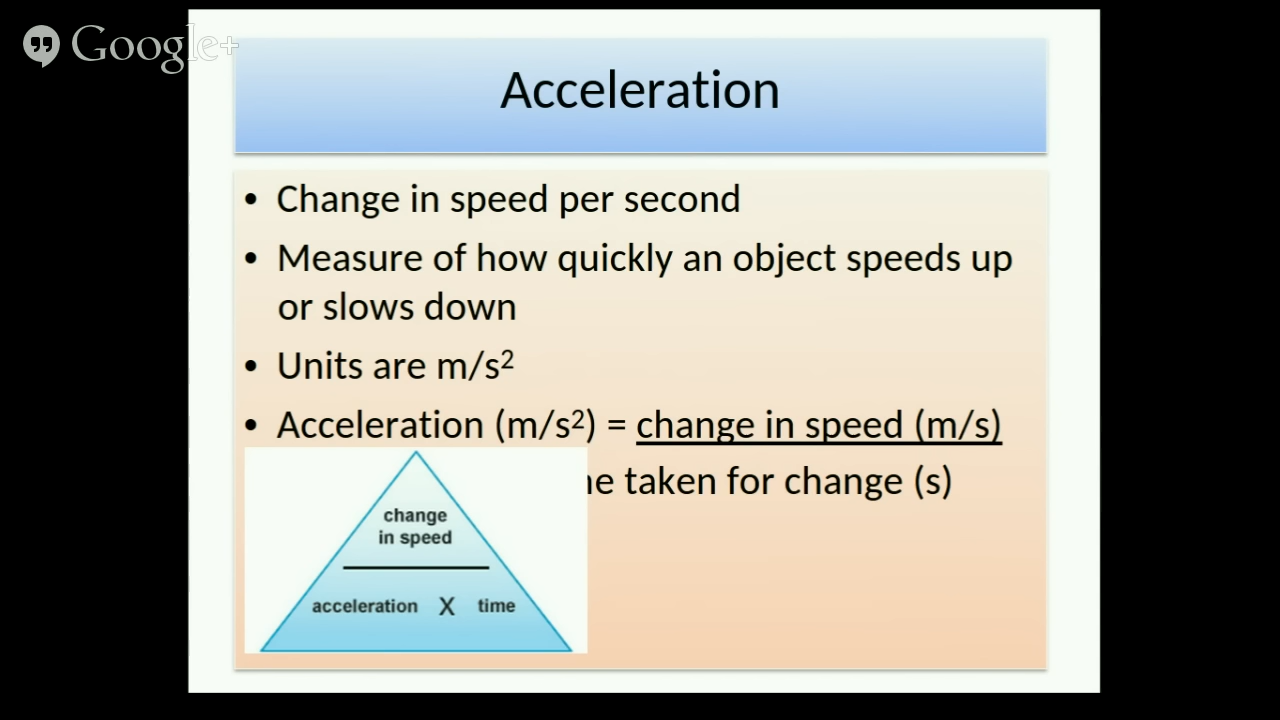 Google+
Acceleration
• Change in speed per second
• Measure of how quickly an object speeds up
or slows down
• Units are m/s²
• Acceleration (m/s²) = change in speed (m/s)
taken for change (s)
change
in speed
acceleration X time